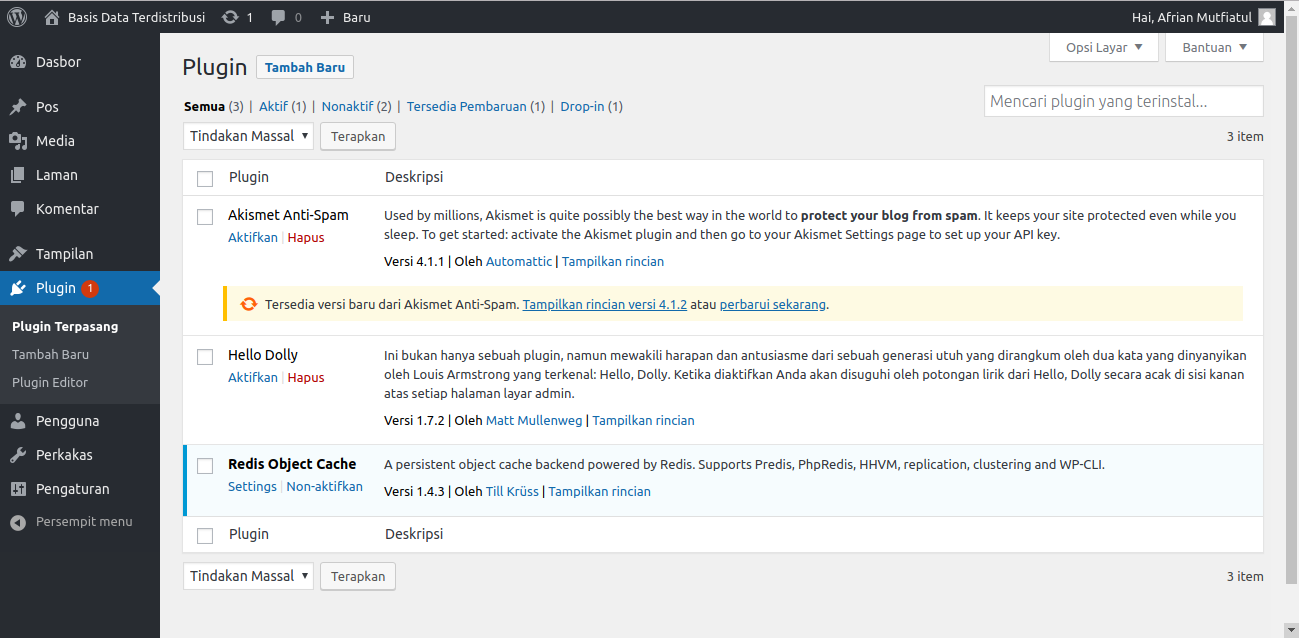 Basis Data Terdistribusi 1 0 Baru Hai, Afrian Mutfiatul
Dasbor
Pos
Media
Laman
Komentar
Tampilan
Plugin 1
Plugin Terpasang
Tambah Baru
Plugin Editor
Pengguna
Perkakas
Pengaturan
Persempit menu
Opsi Layar ▼ Bantuan ▼
Plugin Tambah Baru
Semua (3) | Aktif (1) | Nonaktif (2) | Tersedia Pembaruan (1) | Drop-in (1)
Mencari plugin yang terinstal...
Tindakan Massal ▼ Terapkan 3 item
Plugin Deskripsi
Akismet Anti-Spam
Aktifkan | Hapus
Used by millions, Akismet is quite possibly the best way in the world to protect your blog from spam. It keeps your site protected even while you
sleep. To get started: activate the Akismet plugin and then go to your Akismet Settings page to set up your API key.
Versi 4.1.1 | Oleh Automattic | Tampilkan rincian
Tersedia versi baru dari Akismet Anti-Spam. Tampilkan rincian versi 4.1.2 atau perbarui sekarang.
Hello Dolly
Aktifkan | Hapus
Ini bukan hanya sebuah plugin, namun mewakili harapan dan antusiasme dari sebuah generasi utuh yang dirangkum oleh dua kata yang dinyanyikan
oleh Louis Armstrong yang terkenal: Hello, Dolly. Ketika diaktifkan Anda akan disuguhi oleh potongan lirik dari Hello, Dolly secara acak di sisi kanan
atas setiap halaman layar admin.
Versi 1.7.2 | Oleh Matt Mullenweg | Tampilkan rincian
Redis Object Cache
Settings | Non-aktifkan
A persistent object cache backend powered by Redis. Supports Predis, PhpRedis, HHVM, replication, clustering and WP-CLI.
Versi 1.4.3 | Oleh Till Krüss | Tampilkan rincian
Plugin Deskripsi
Tindakan Massal ▼ Terapkan 3 item